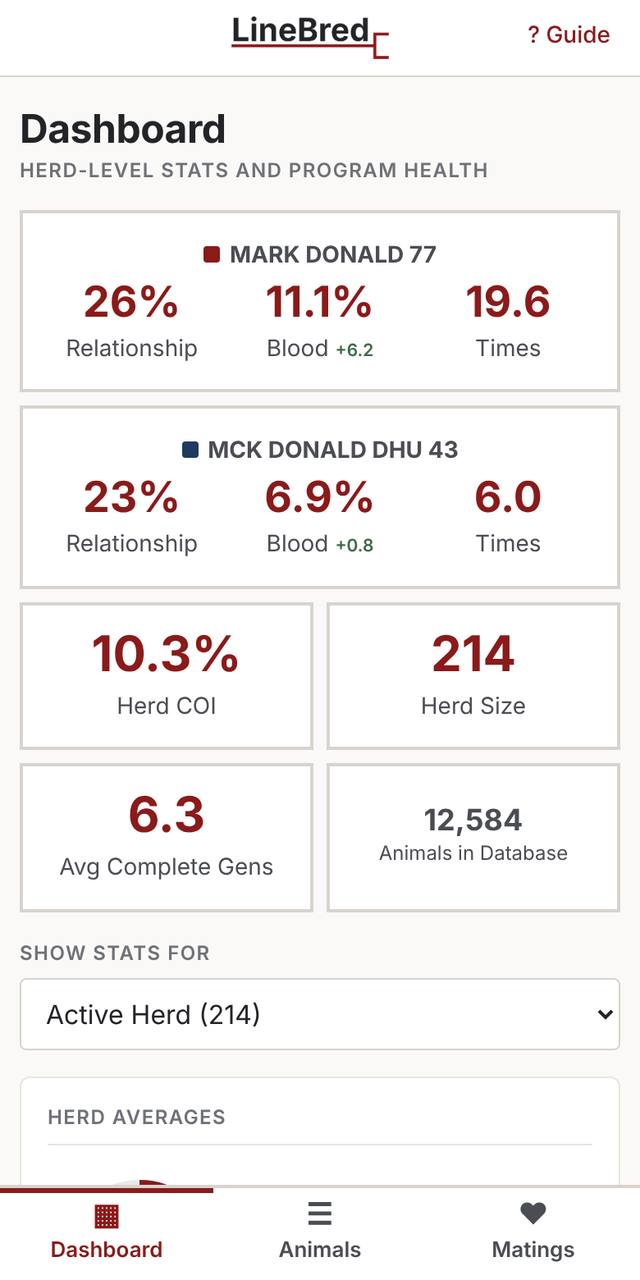 LineBred
? Guide
Dashboard
HERD-LEVEL STATS AND PROGRAM HEALTH
MARK DONALD 77
26% 11.1% 19.6
Relationship Blood +6.2 Times
MCK DONALD DHU 43
23% 6.9% 6.0
Relationship Blood +0.8 Times
10.3% 214
Herd COI Herd Size
6.3 12,584
Avg Complete Gens Animals in Database
SHOW STATS FOR
Active Herd (214)
HERD AVERAGES
Dashboard Animals Matings